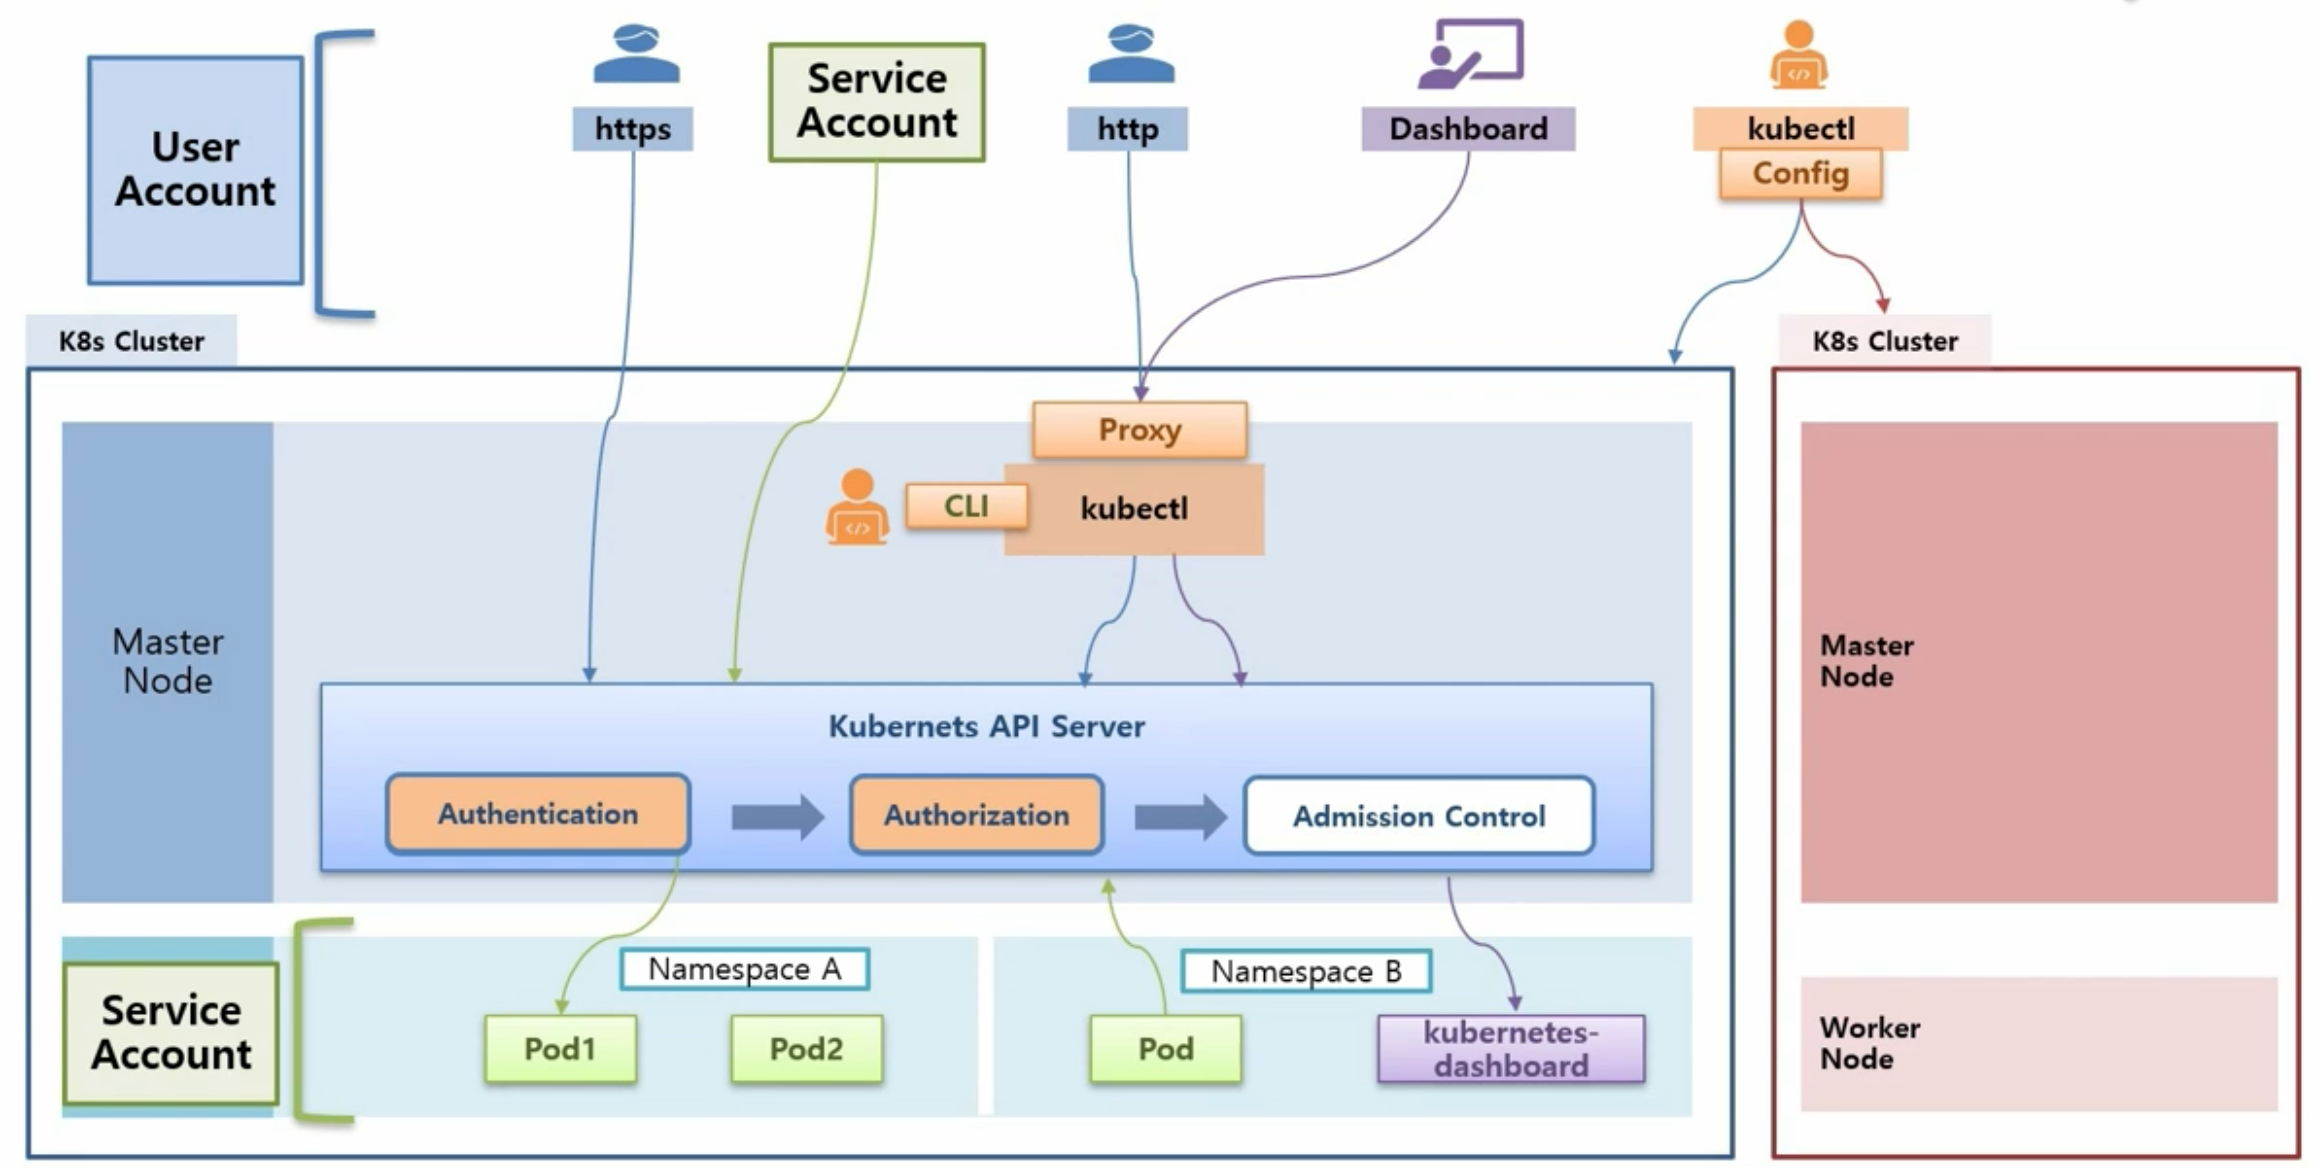 User
Account
https
Service
Account
http
Dashboard
kubectl
Config
K8s Cluster
K8s Cluster
Proxy
CLI
kubectl
Master
Node
Kubernets API Server
Authentication
Authorization
Admission Control
Master
Node
Service
Account
Namespace A
Pod1
Pod2
Namespace B
Pod
kubernetes-
dashboard
Worker
Node